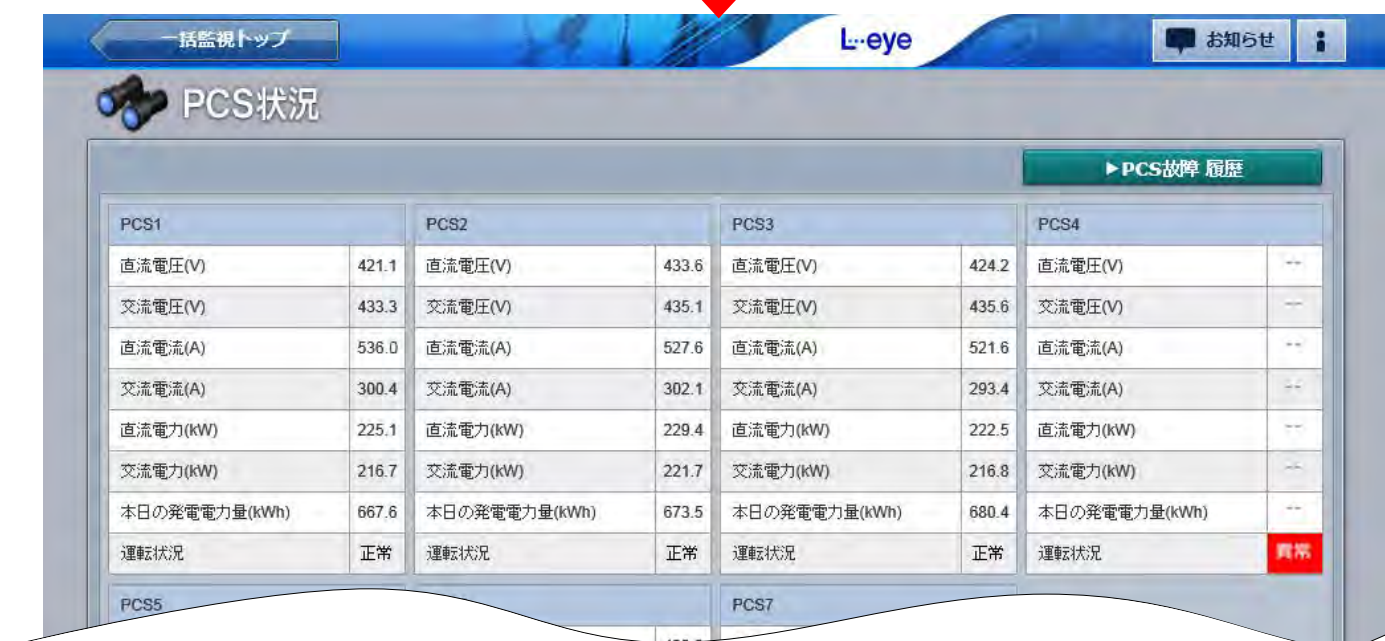 一括監視トップ
L・・eye
お知らせ
PCS状況
▶PCS故障 履歴
PCS1 PCS2 PCS3 PCS4
直流電圧(V) 421.1 直流電圧(V) 433.6 直流電圧(V) 424.2 直流電圧(V) --
交流電圧(V) 433.3 交流電圧(V) 435.1 交流電圧(V) 435.6 交流電圧(V) --
直流電流(A) 536.0 直流電流(A) 527.6 直流電流(A) 521.6 直流電流(A) --
交流電流(A) 300.4 交流電流(A) 302.1 交流電流(A) 293.4 交流電流(A) --
直流電力(kW) 225.1 直流電力(kW) 229.4 直流電力(kW) 222.5 直流電力(kW) --
交流電力(kW) 216.7 交流電力(kW) 221.7 交流電力(kW) 216.8 交流電力(kW) --
本日の発電電力量(kWh) 667.6 本日の発電電力量(kWh) 673.5 本日の発電電力量(kWh) 680.4 本日の発電電力量(kWh) --
運転状況 正常 運転状況 正常 運転状況 正常 運転状況 異常
PCS5 PCS7